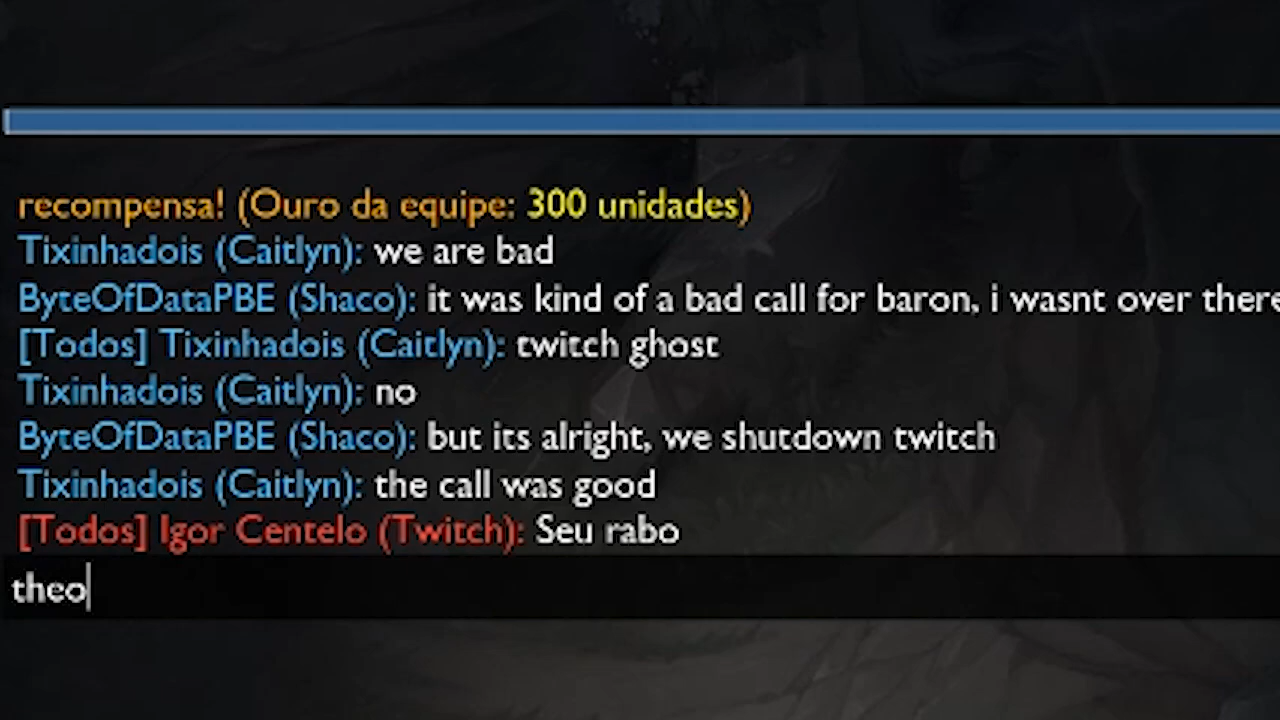 recompensa! (Ouro da equipe: 300 unidades)
Tixinhadois (Caitlyn): we are bad
ByteOfDataPBE (Shaco): it was kind of a bad call for baron, i wasnt over there
[Todos] Tixinhadois (Caitlyn): twitch ghost
Tixinhadois (Caitlyn): no
ByteOfDataPBE (Shaco): but its alright, we shutdown twitch
Tixinhadois (Caitlyn): the call was good
[Todos] Igor Centelo (Twitch): Seu rabo
theo